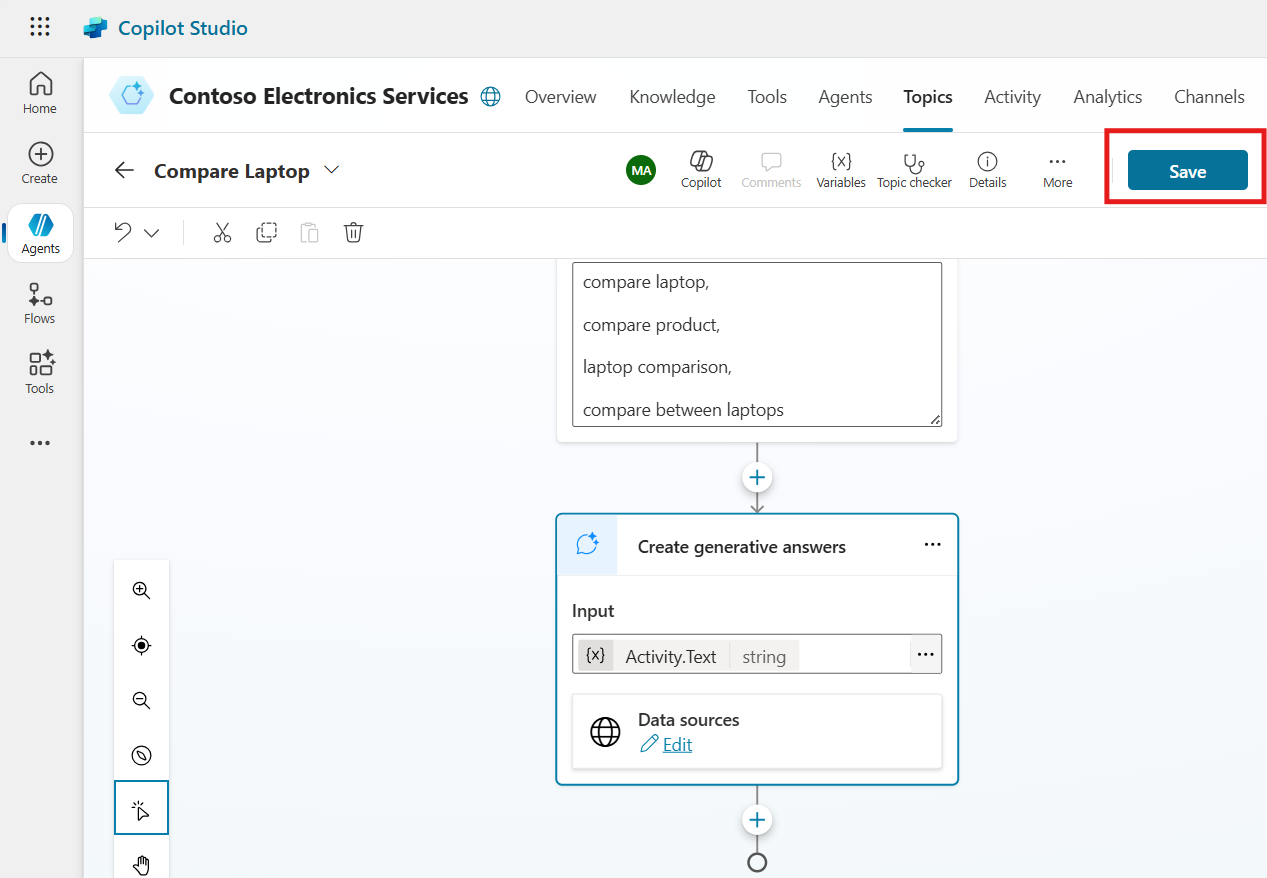 Copilot Studio
Home
Create
Agents
Flows
Tools
Contoso Electronics Services
Overview
Knowledge
Tools
Agents
Topics
Activity
Analytics
Channels
Compare Laptop
MA
Copilot
Comments
{x}
Variables
Topic checker
Details
More
Save
compare laptop,
compare product,
laptop comparison,
compare between laptops
Create generative answers
Input
{x} Activity.Text string
Data sources
Edit